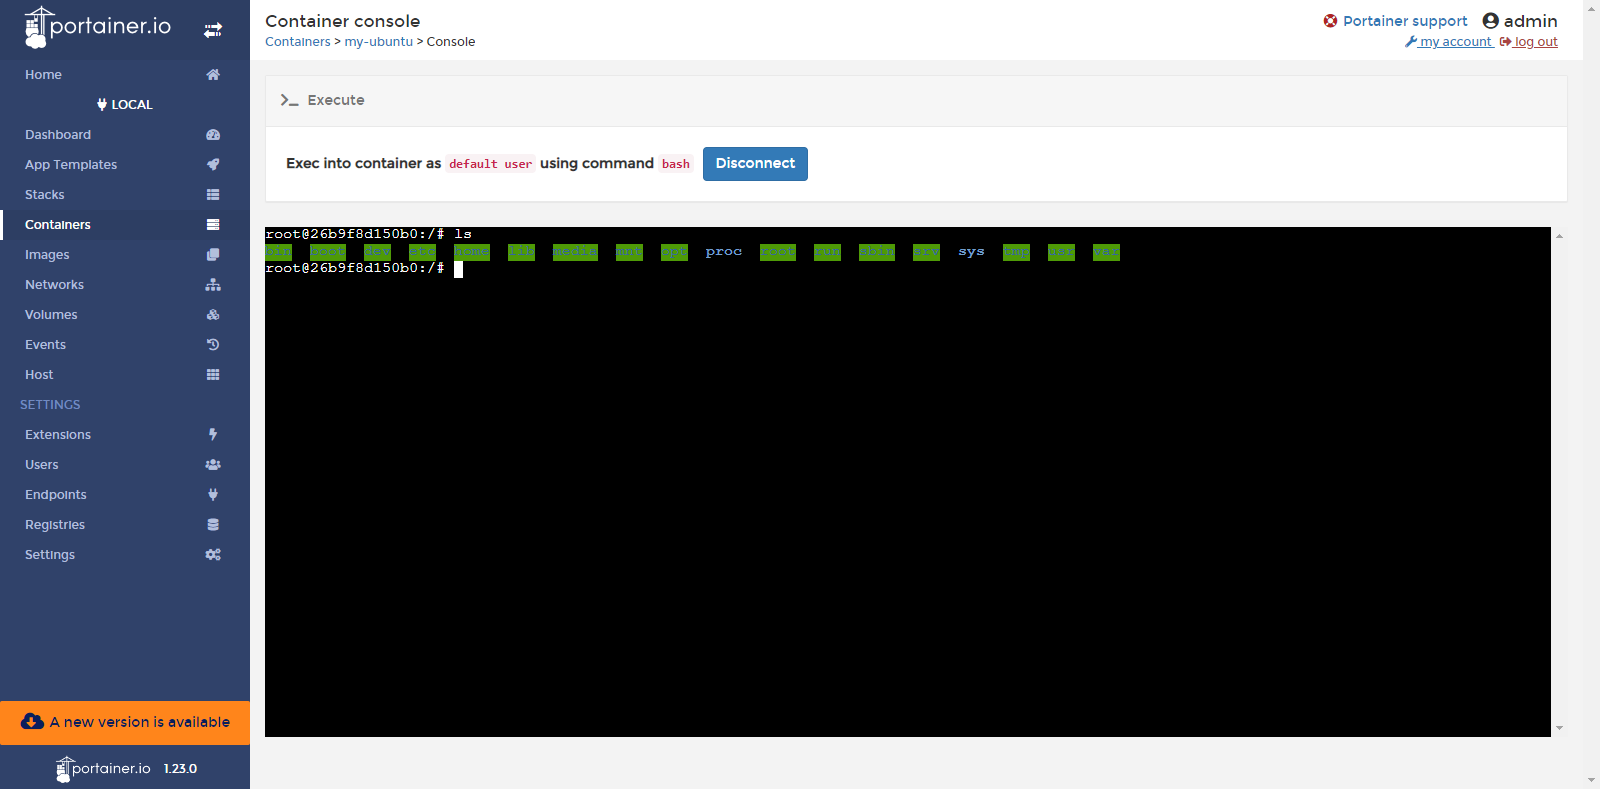 portainer.io
Home
LOCAL
Dashboard
App Templates
Stacks
Containers
Images
Networks
Volumes
Events
Host
SETTINGS
Extensions
Users
Endpoints
Registries
Settings
A new version is available
portainer.io 1.23.0
Container console
Containers > my-ubuntu > Console
Portainer support admin
my account log out
>_ Execute
Exec into container as default user using command bash Disconnect
root@26b9f8d150b0:/# ls
bin boot dev etc home lib media mnt opt proc root run sbin srv sys tmp usr var
root@26b9f8d150b0:/#